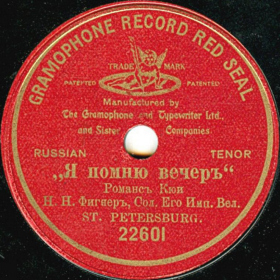 GRAMOPHONE RECORD RED SEAL
TRADE MARK
PATENTED PATENTED
Manufactured by
The Gramophone and Typewriter Ltd.,
and Sister Companies
RUSSIAN TENOR
„Я помню вечеръ“
Романсъ Кюи
Н. Н. Фигнеръ, Сол. Его Имп. Вел.
ST. PETERSBURG.
22601